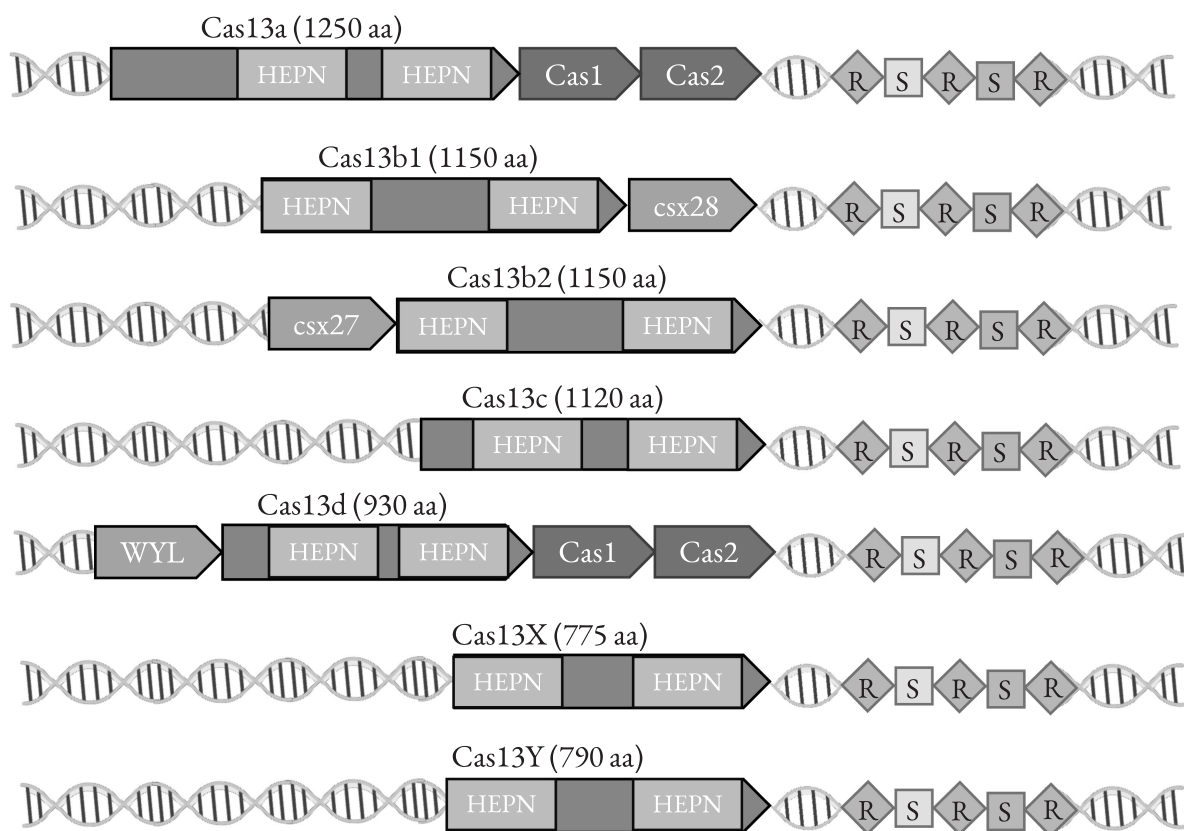 Cas13a (1250 aa)
HEPN HEPN Cas1 Cas2 R S R S R
Cas13b1 (1150 aa)
HEPN HEPN csx28 R S R S R
Cas13b2 (1150 aa)
csx27 HEPN HEPN R S R S R
Cas13c (1120 aa)
HEPN HEPN R S R S R
Cas13d (930 aa)
WYL HEPN HEPN Cas1 Cas2 R S R S R
Cas13X (775 aa)
HEPN HEPN R S R S R
Cas13Y (790 aa)
HEPN HEPN R S R S R